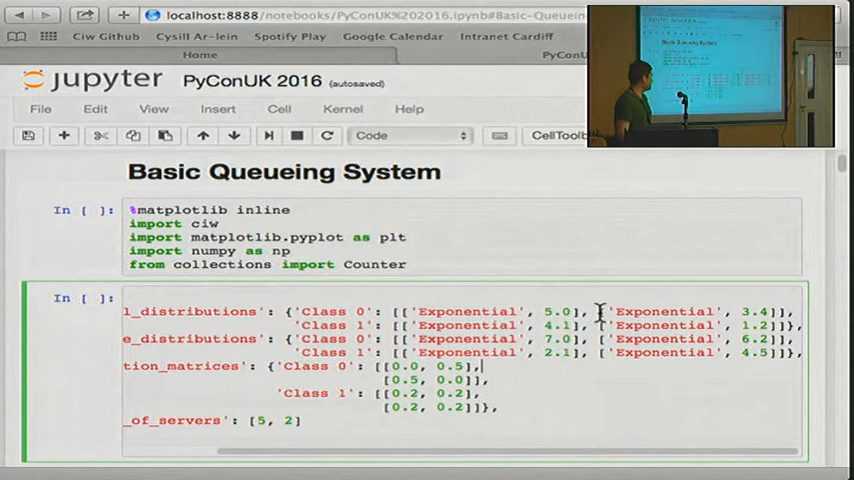 localhost:8888/notebooks/PyConUK%202016.ipynb#Basic-Queuein
Ciw Github Cysill Ar-lein Spotify Play Google Calendar Intranet Cardiff
Home PyConU
jupyter PyConUK 2016 (autosaved)
File Edit View Insert Cell Kernel Help
Code CellToolb
Basic Queueing System
In [ ]: %matplotlib inline
import ciw
import matplotlib.pyplot as plt
import numpy as np
from collections import Counter
In [ ]: l_distributions': {'Class 0': [['Exponential', 5.0], ['Exponential', 3.4]],
'Class 1': [['Exponential', 4.1], ['Exponential', 1.2]]},
e_distributions': {'Class 0': [['Exponential', 7.0], ['Exponential', 6.2]],
'Class 1': [['Exponential', 2.1], ['Exponential', 4.5]]},
tion_matrices': {'Class 0': [[0.0, 0.5],
[0.5, 0.0]],
'Class 1': [[0.2, 0.2],
[0.2, 0.2]]},
_of_servers': [5, 2]
Basic Queueing System